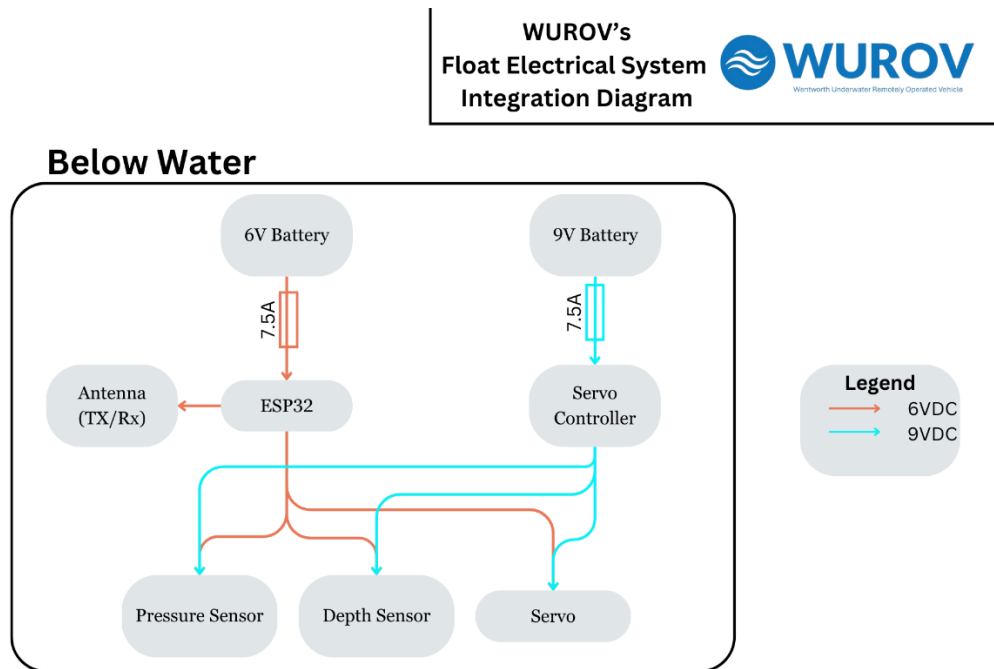 WUROV's
Float Electrical System
Integration Diagram
WUROV
Wentworth Underwater Remotely Operated Vehicle
Below Water
6V Battery
9V Battery
7.5A
7.5A
Antenna
(TX/Rx)
ESP32
Servo
Controller
Legend
6VDC
9VDC
Pressure Sensor
Depth Sensor
Servo